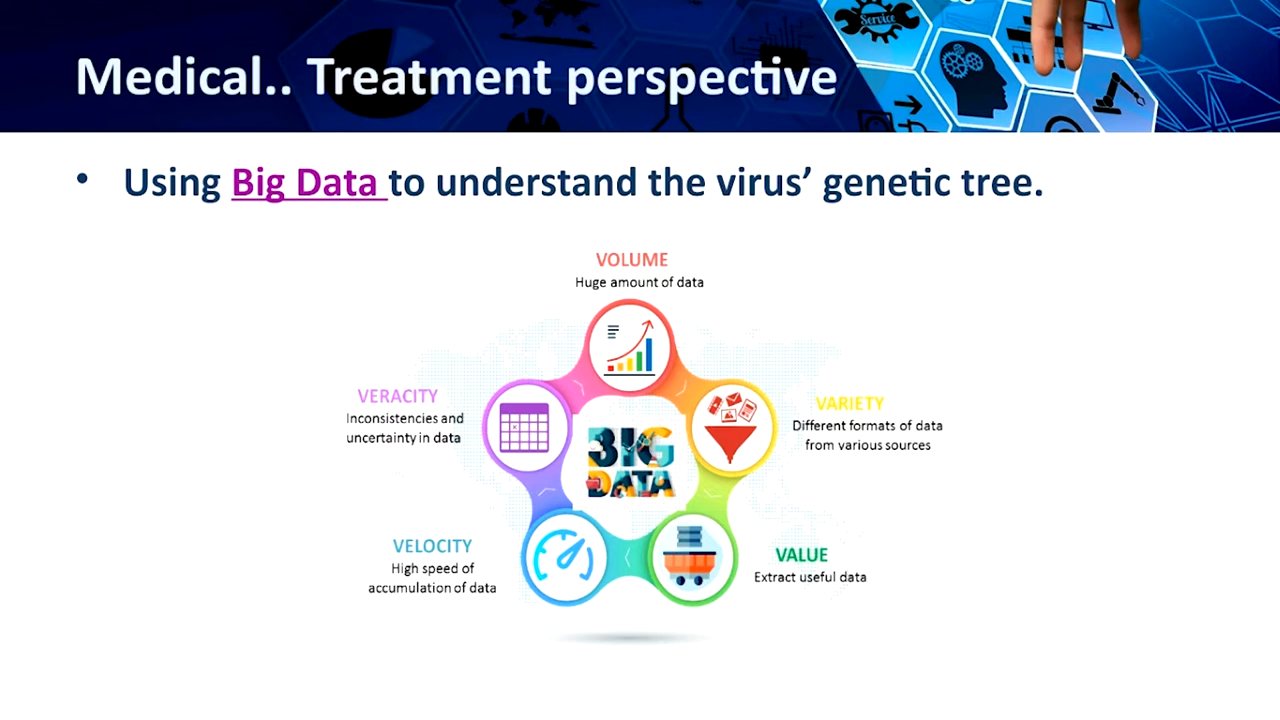 Service
Medical.. Treatment perspective
• Using Big Data to understand the virus’ genetic tree.
VOLUME
Huge amount of data
VERACITY
Inconsistencies and
uncertainty in data
VARIETY
Different formats of data
from various sources
BIG
DATA
VELOCITY
High speed of
accumulation of data
VALUE
Extract useful data